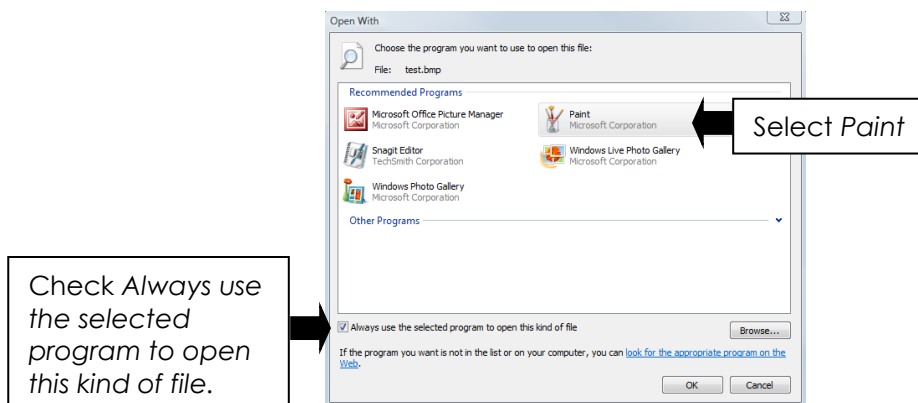 Open With
Choose the program you want to use to open this file:
File: test.bmp
Recommended Programs
Microsoft Office Picture Manager
Microsoft Corporation
Paint
Microsoft Corporation
Select Paint
Snagit Editor
TechSmith Corporation
Windows Live Photo Gallery
Microsoft Corporation
Windows Photo Gallery
Microsoft Corporation
Other Programs
Check Always use
the selected
program to open
this kind of file.
Always use the selected program to open this kind of file
Browse...
If the program you want is not in the list or on your computer, you can look for the appropriate program on the
Web.
OK
Cancel